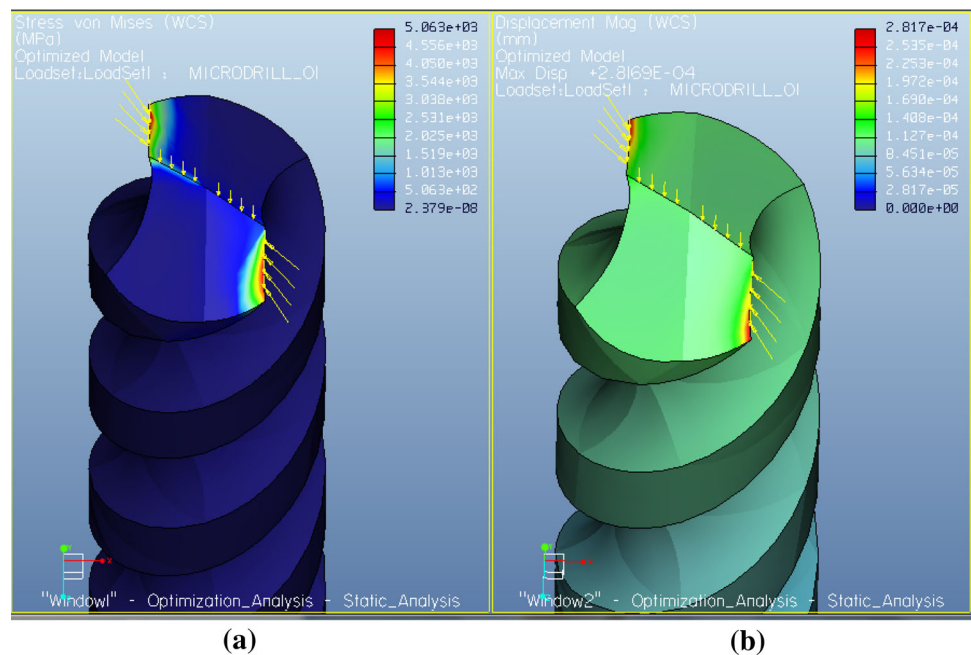 Stress von Mises (WCS)
(MPa)
Optimized Model
Loadset:LoadSet1 : MICRODRILL_01
5.063e+03
4.556e+03
4.050e+03
3.544e+03
3.038e+03
2.531e+03
2.025e+03
1.519e+03
1.013e+03
5.063e+02
2.379e-08
"Window1" - Optimization_Analysis - Static_Analysis
(a)
Displacement Mag (WCS)
(mm)
Optimized Model
Max Disp +2.8169E-04
Loadset:LoadSet1 : MICRODRILL_01
2.817e-04
2.535e-04
2.254e-04
1.972e-04
1.690e-04
1.408e-04
1.127e-04
8.451e-05
5.634e-05
2.817e-05
0.000e+00
"Window2" - Optimization_Analysis - Static_Analysis
(b)